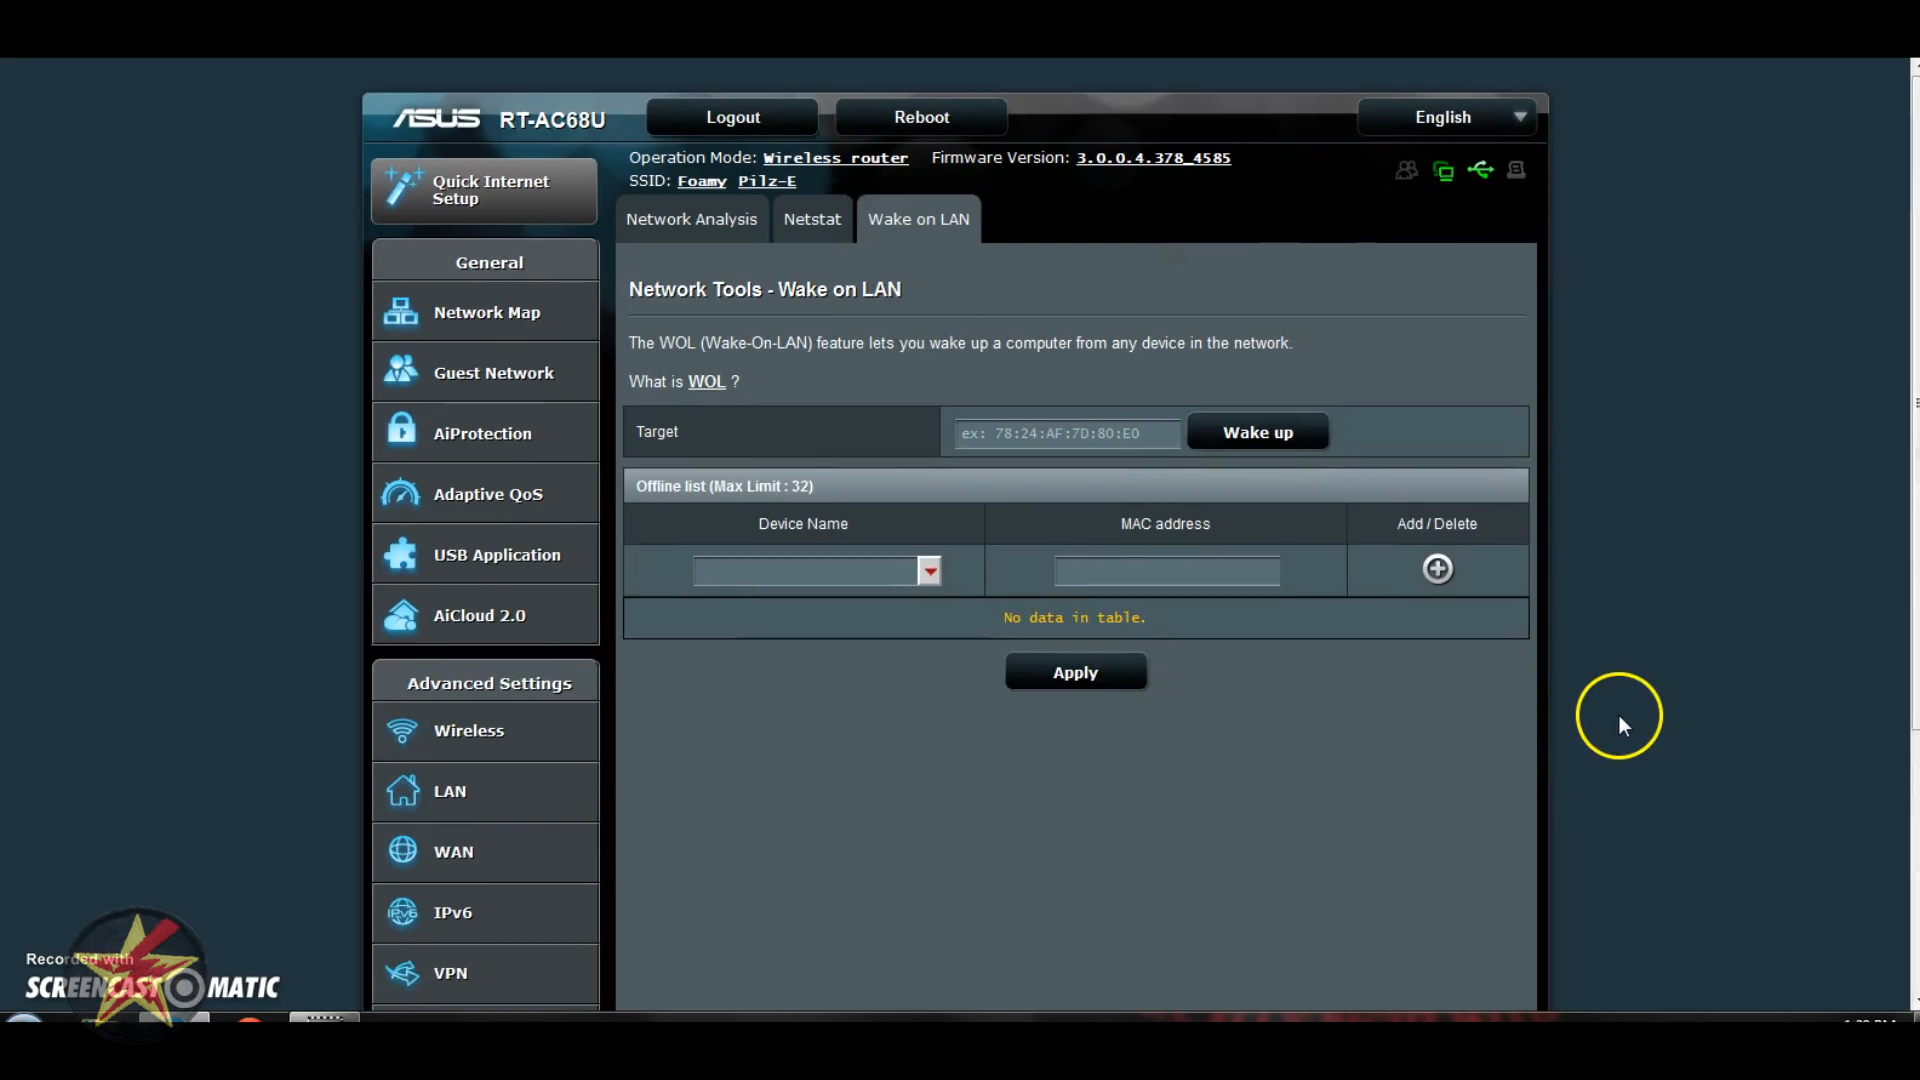 ASUS RT-AC68U Logout Reboot English
Operation Mode: Wireless router Firmware Version: 3.0.0.4.378_4585
SSID: Foamy Pilz-E
Quick Internet
Setup
Network Analysis Netstat Wake on LAN
General
Network Map
Guest Network
AiProtection
Adaptive QoS
USB Application
AiCloud 2.0
Advanced Settings
Wireless
LAN
WAN
IPv6
IPv6
VPN
Network Tools - Wake on LAN
The WOL (Wake-On-LAN) feature lets you wake up a computer from any device in the network.
What is WOL ?
Target ex: 78:24:AF:7D:80:E0 Wake up
Offline list (Max Limit : 32)
Device Name MAC address Add / Delete
No data in table.
Apply
Recorded with
SCREENCAST MATIC